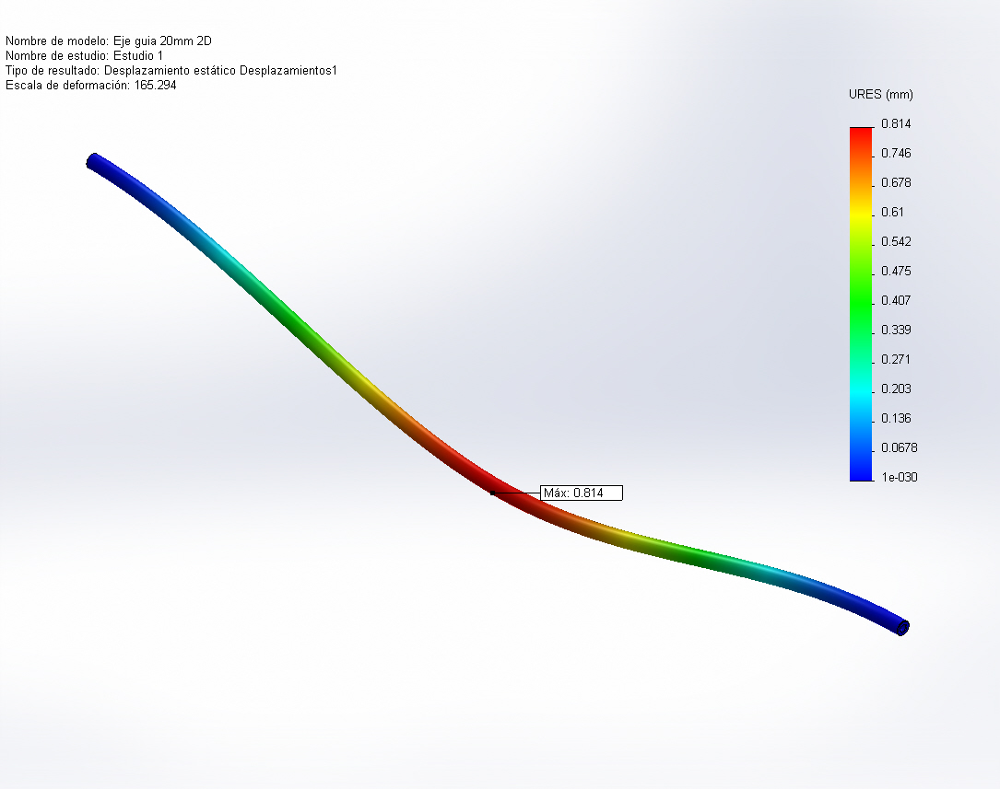 Nombre de modelo: Eje guia 20mm 2D
Nombre de estudio: Estudio 1
Tipo de resultado: Desplazamiento estático Desplazamientos1
Escala de deformación: 165.294
URES (mm)
0.814
0.746
0.678
0.61
0.542
0.475
0.407
0.339
0.271
0.203
0.136
0.0678
1e-030
Máx: 0.814